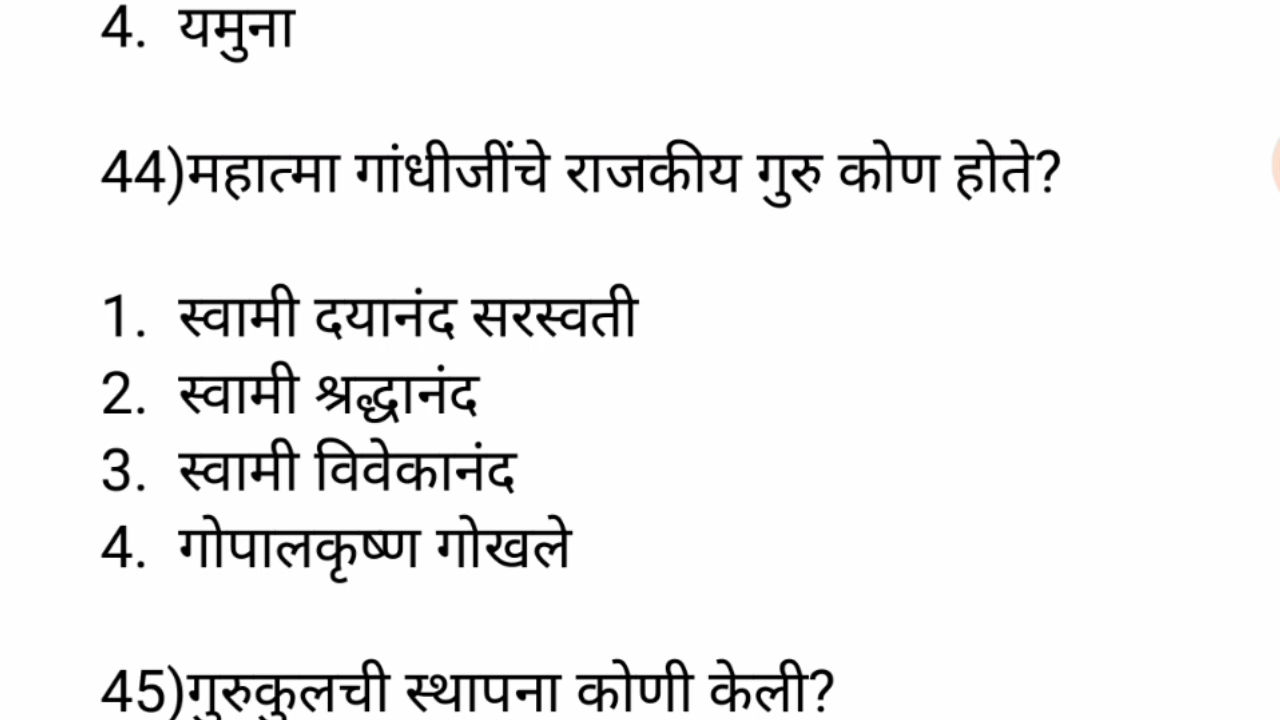 4. यमुना
44)महात्मा गांधीजींचे राजकीय गुरु कोण होते?
1. स्वामी दयानंद सरस्वती
2. स्वामी श्रद्धानंद
3. स्वामी विवेकानंद
4. गोपालकृष्ण गोखले
45)गुरुकुलची स्थापना कोणी केली?